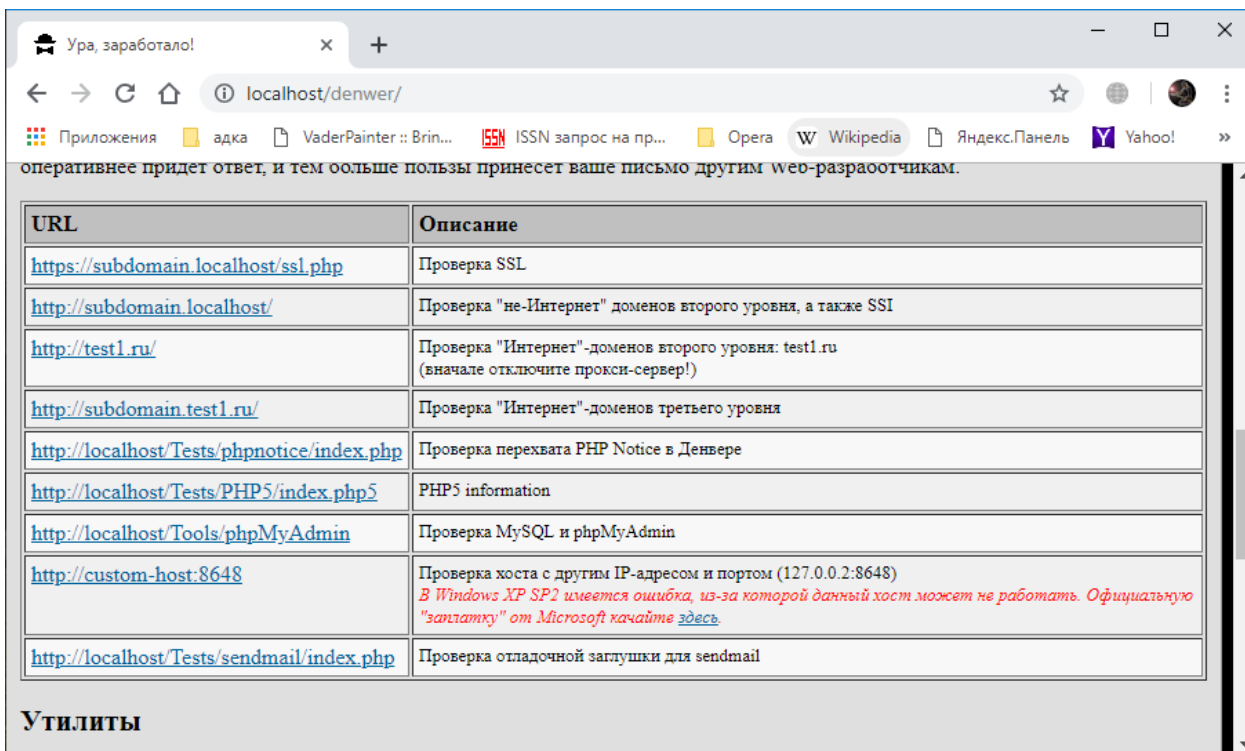 Ура, заработало!
localhost/denwer/
Приложения адка VaderPainter :: Brin... ISSN ISSN запрос на пр... Opera W Wikipedia Яндекс.Панель Y Yahoo! »
оперативнее придет ответ, и тем больше пользы принесет ваше письмо другим Web-разработчикам.
URL Описание
https://subdomain.localhost/ssl.php Проверка SSL
http://subdomain.localhost/ Проверка "не-Интернет" доменов второго уровня, а также SSI
http://test1.ru/ Проверка "Интернет"-доменов второго уровня: test1.ru
(вначале отключите прокси-сервер!)
http://subdomain.test1.ru/ Проверка "Интернет"-доменов третьего уровня
http://localhost/Tests/phpnotice/index.php Проверка перехвата PHP Notice в Денвере
http://localhost/Tests/PHP5/index.php5 PHP5 information
http://localhost/Tools/phpMyAdmin Проверка MySQL и phpMyAdmin
http://custom-host:8648 Проверка хоста с другим IP-адресом и портом (127.0.0.2:8648)
В Windows XP SP2 имеется ошибка, из-за которой данный хост может не работать. Официальную
"заплатку" от Microsoft качайте здесь.
http://localhost/Tests/sendmail/index.php Проверка отладочной заглушки для sendmail
Утилиты